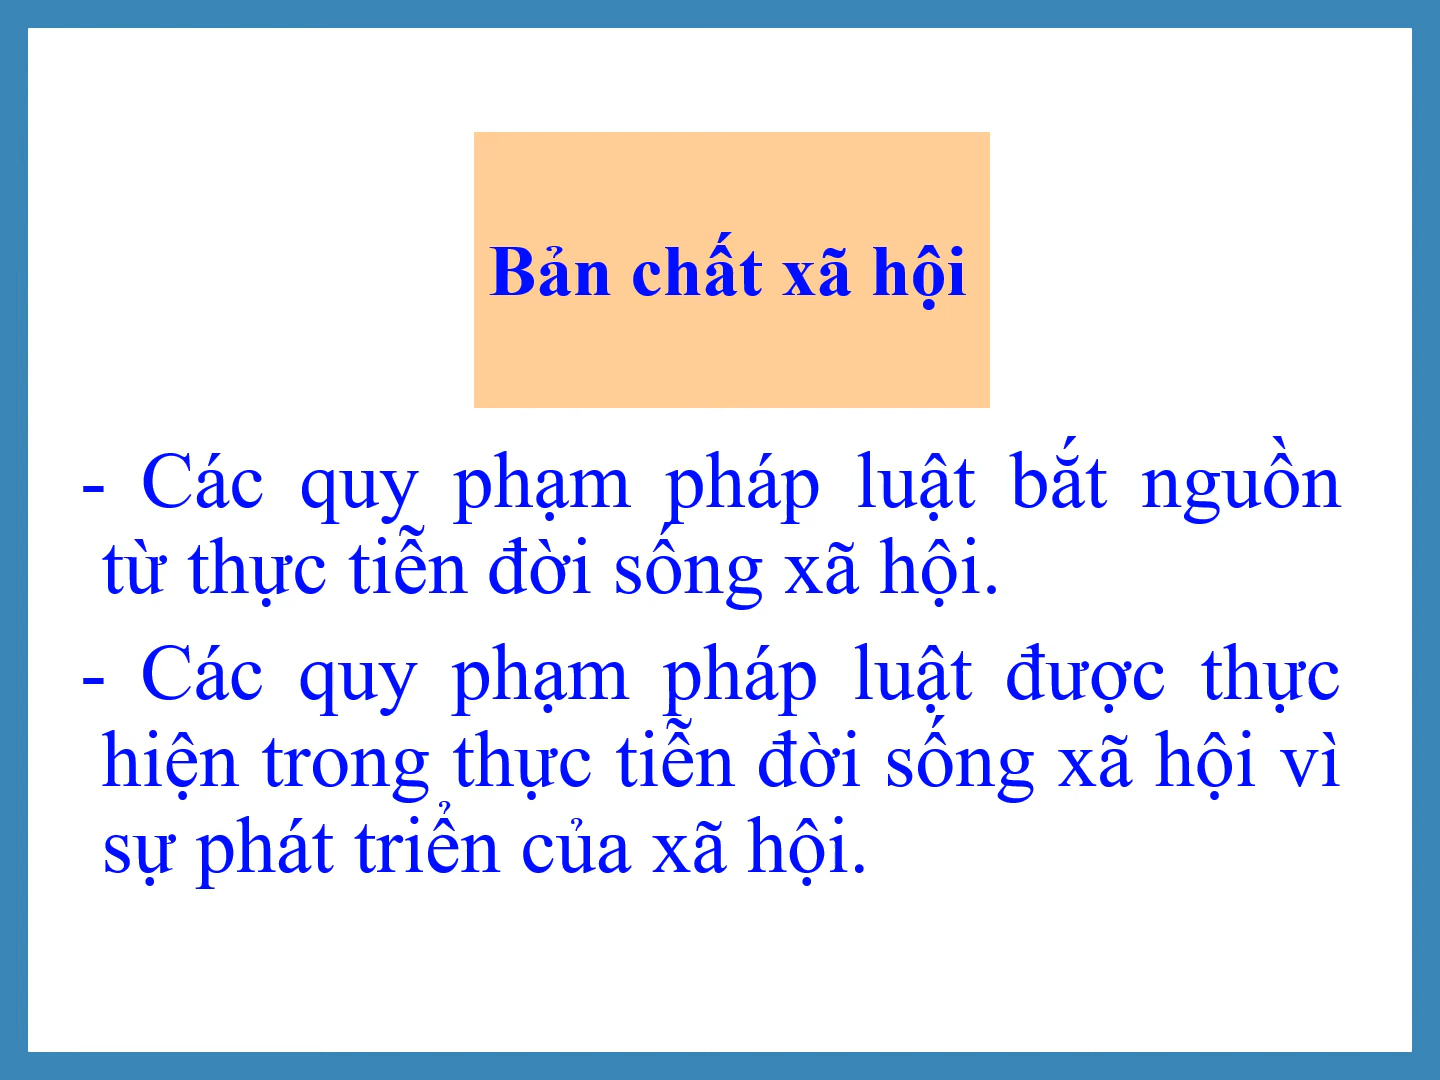 Bản chất xã hội
- Các quy phạm pháp luật bắt nguồn
từ thực tiễn đời sống xã hội.
- Các quy phạm pháp luật được thực
hiện trong thực tiễn đời sống xã hội vì
sự phát triển của xã hội.